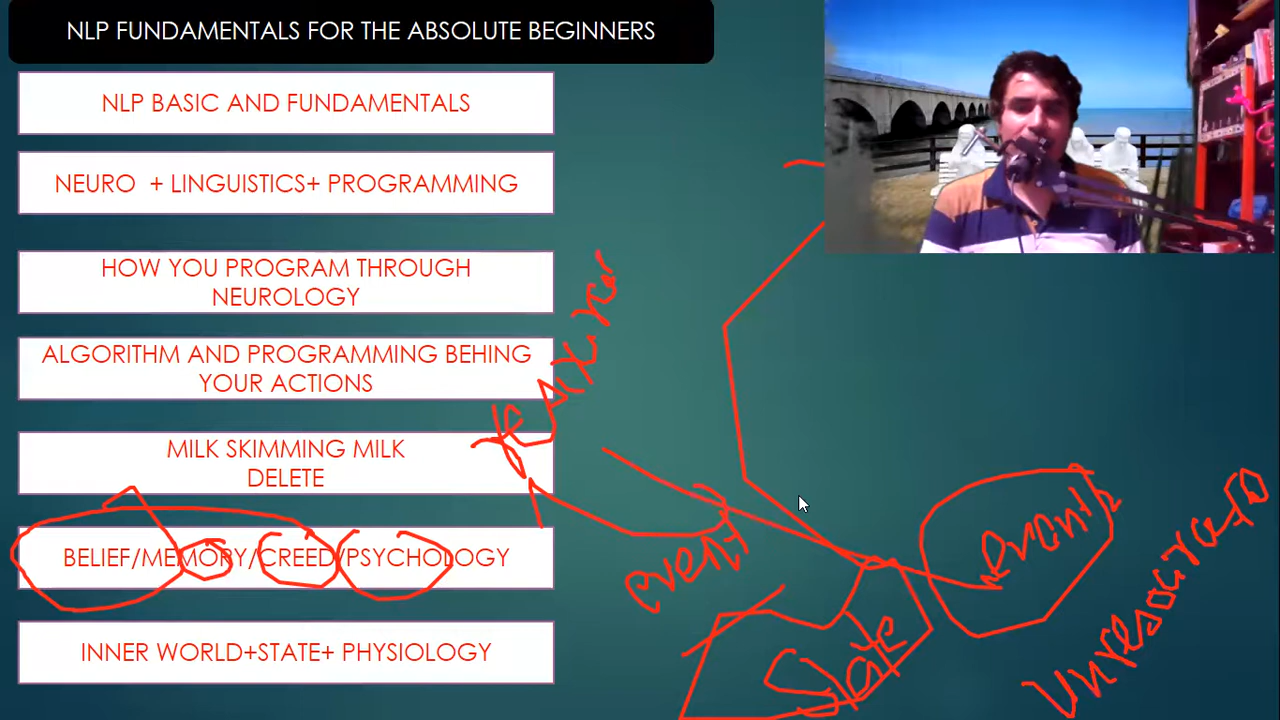 NLP FUNDAMENTALS FOR THE ABSOLUTE BEGINNERS
NLP BASIC AND FUNDAMENTALS
NEURO + LINGUISTICS+ PROGRAMMING
HOW YOU PROGRAM THROUGH
NEUROLOGY
ALGORITHM AND PROGRAMMING BEHING
YOUR ACTIONS
MILK SKIMMING MILK
DELETE
BELIEF/MEMORY/CREED/PSYCHOLOGY
INNER WORLD+STATE+ PHYSIOLOGY
event
State